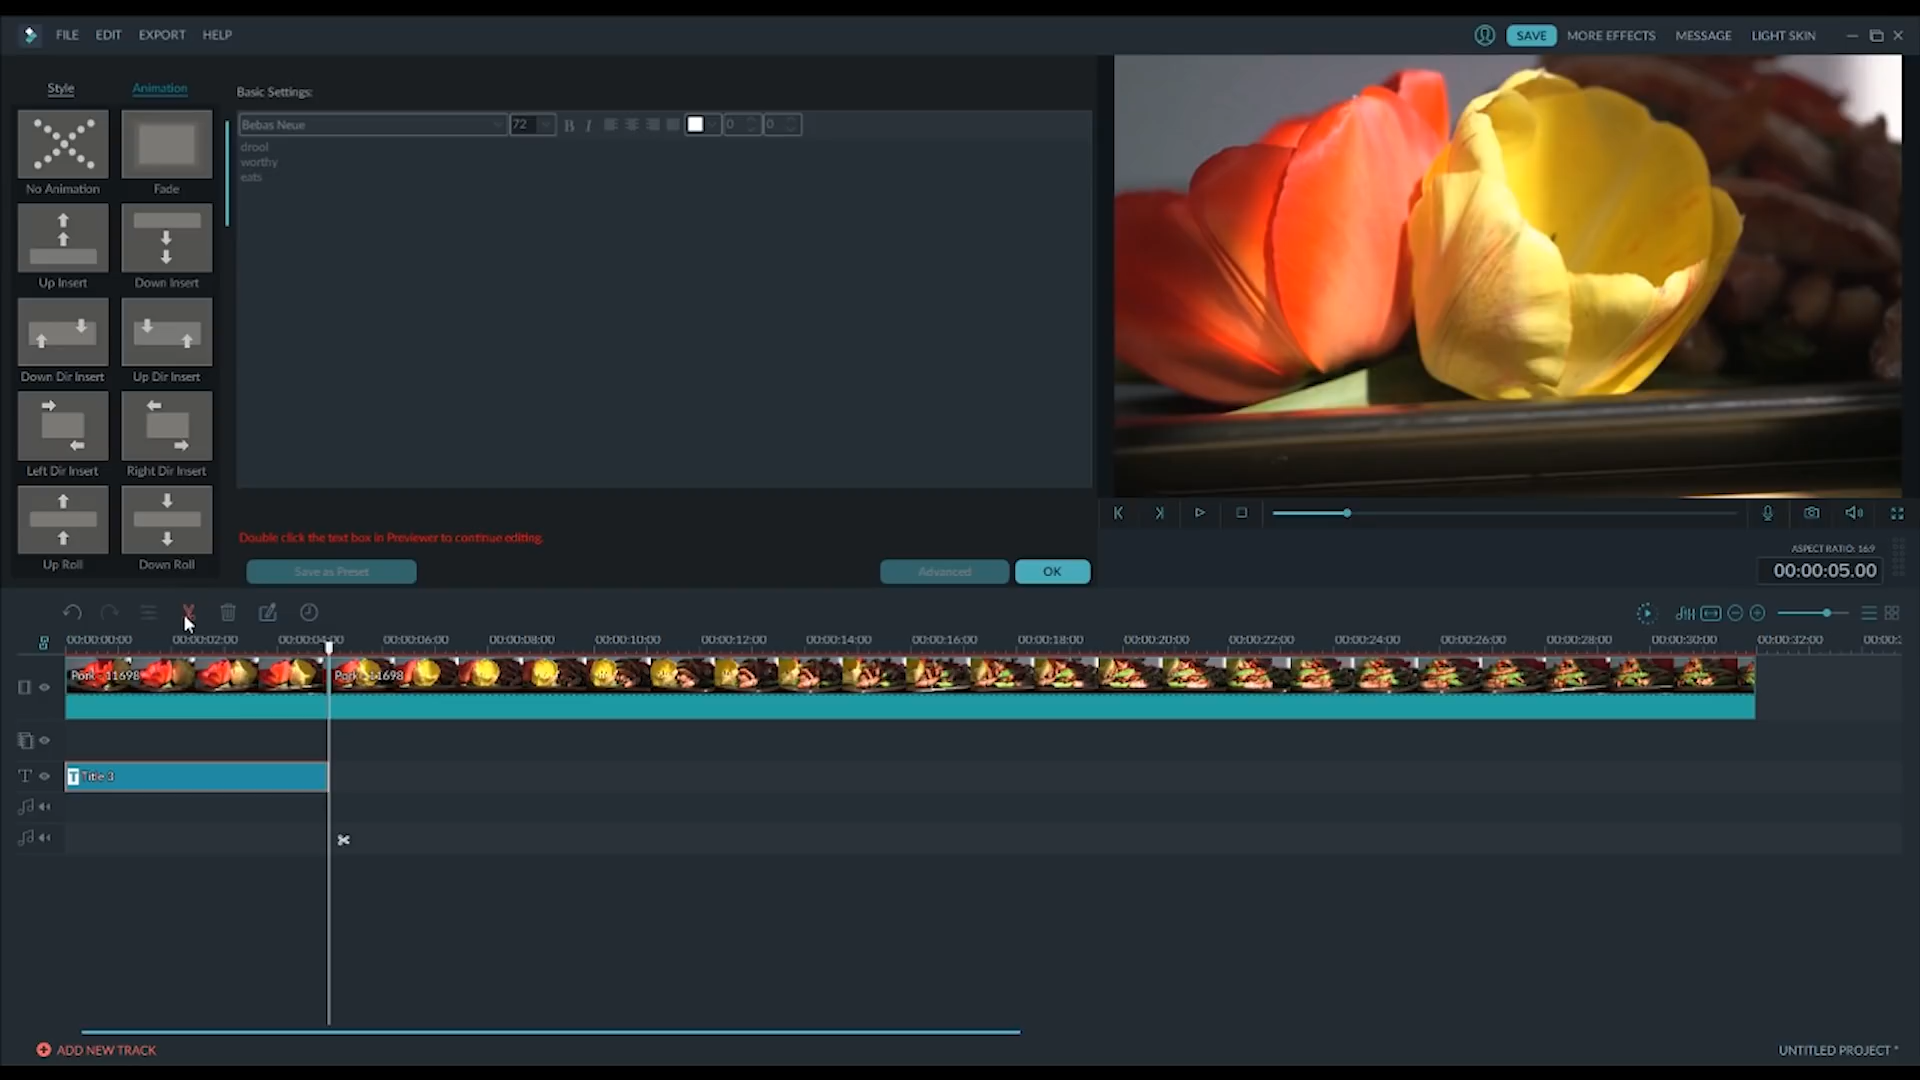 FILE EDIT EXPORT HELP
SAVE MORE EFFECTS MESSAGE LIGHT SKIN
Style Animation
Basic Settings:
Bebas Neue 72 B I 0 0
drool
worthy
eats
No Animation Fade
Up Insert Down Insert
Down Dir Insert Up Dir Insert
Left Dir Insert Right Dir Insert
Up Roll Down Roll
Double click the text box in Previewer to continue editing.
Save as Preset Advanced OK
ASPECT RATIO: 16:9
00:00:05.00
00:00:00:00 00:00:02:00 00:00:04:00 00:00:06:00 00:00:08:00 00:00:10:00 00:00:12:00 00:00:14:00 00:00:16:00 00:00:18:00 00:00:20:00 00:00:22:00 00:00:24:00 00:00:26:00 00:00:28:00 00:00:30:00 00:00:32:00
Pork - 11698 Pork - 11698
T T Title 3
ADD NEW TRACK
UNTITLED PROJECT *